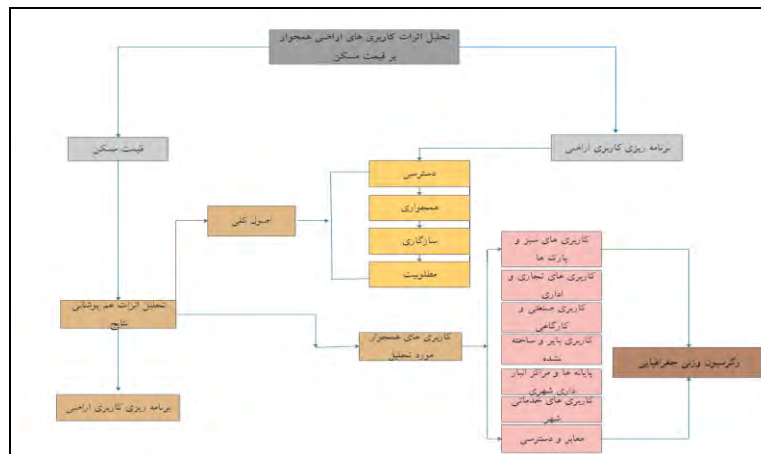 تحلیل اثرات کاربری های اراضی همجوار
بر قیمت مسکن
قیمت مسکن
برنامه ریزی کاربری اراضی
دسترسی
همجواری
سازگاری
مطلوبیت
اصول کلی
کاربری های سبز و
پارک ها
کاربری های تجاری و
اداری
کاربری صنعتی و
کارگاهی
کاربری بایر و ساخته
نشده
پایانه ها و مراکز انبار
داری شهری
کاربری های خدماتی
شهر
معابر و دسترسی
تحلیل اثرات هم پوشانی
نتایج
کاربری های همجوار
مورد تحلیل
رگرسیون وزنی جغرافیایی
برنامه ریزی کاربری اراضی